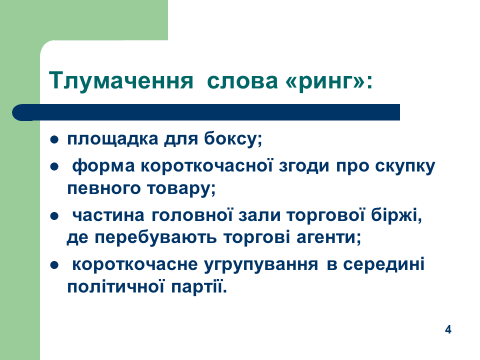 Тлумачення слова «ринг»:
● площадка для боксу;
● форма короткочасної згоди про скупку
певного товару;
● частина головної зали торгової біржі,
де перебувають торгові агенти;
● короткочасне угрупування в середині
політичної партії.
4